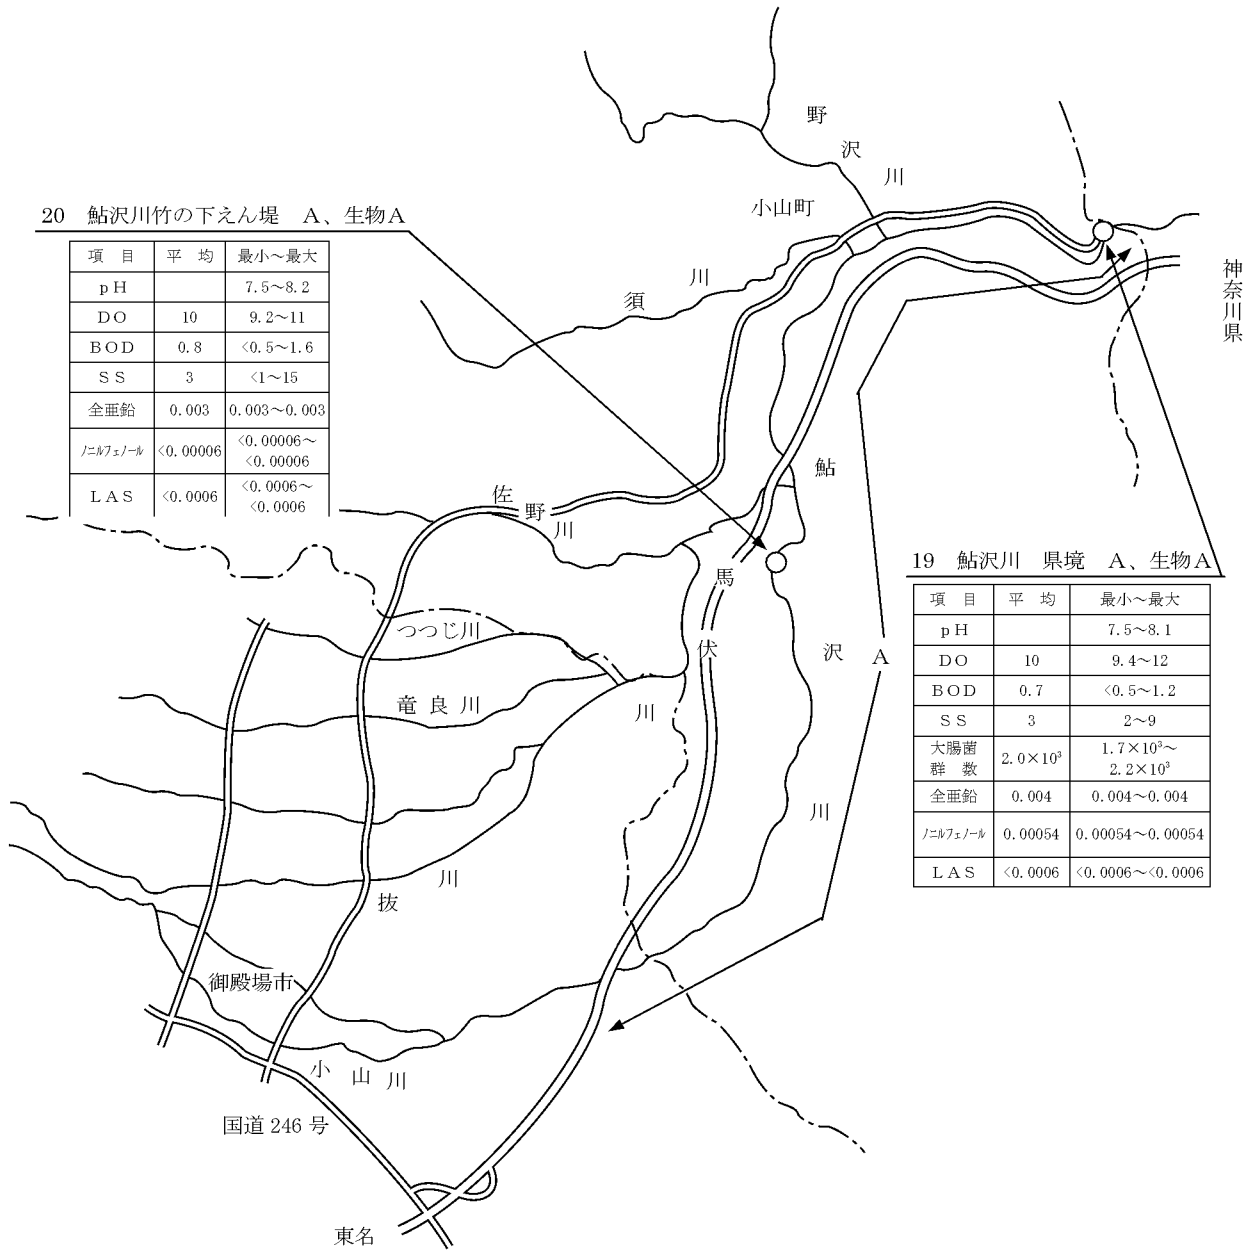 野
沢
川
小山町
須
川
神
奈
川
県
20　鮎沢川竹の下えん堤　A、生物A
項　目　平　均　最小～最大
pH　7.5～8.2
DO　10　9.2～11
BOD　0.8　<0.5～1.6
SS　3　<1～15
全亜鉛　0.003　0.003～0.003
ノニルフェノール　<0.00006　<0.00006～
<0.00006
LAS　<0.0006　<0.0006～
<0.0006
佐
野
川
鮎
沢
川
馬
伏
川
A
19　鮎沢川　県境　A、生物A
項　目　平　均　最小～最大
pH　7.5～8.1
DO　10　9.4～12
BOD　0.7　<0.5～1.2
SS　3　2～9
大腸菌
群　数　2.0×10³　1.7×10³～
2.2×10³
全亜鉛　0.004　0.004～0.004
ノニルフェノール　0.00054　0.00054～0.00054
LAS　<0.0006　<0.0006～<0.0006
つつじ川
竜良川
抜
川
御殿場市
小山川
国道246号
東名